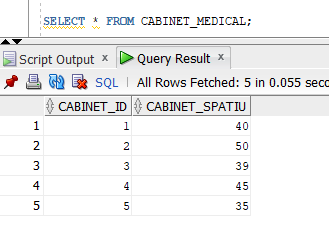 SELECT * FROM CABINET_MEDICAL;
Script Output x Query Result x
SQL | All Rows Fetched: 5 in 0.055 seco
CABINET_ID CABINET_SPATIU
1 1 40
2 2 50
3 3 39
4 4 45
5 5 35